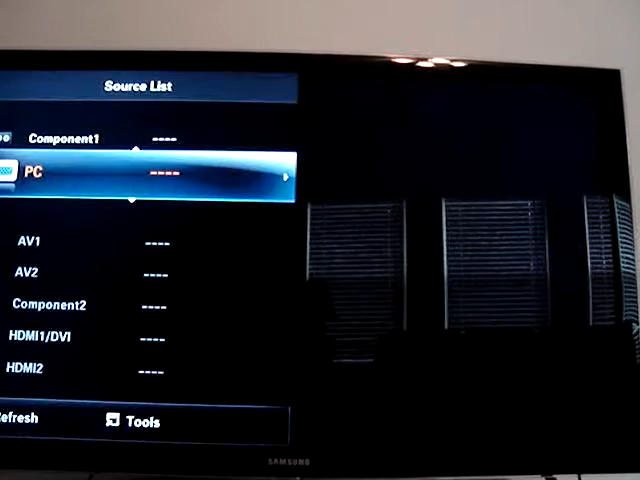 Source List
Component1 ----
PC ----
AV1 ----
AV2 ----
Component2 ----
HDMI1/DVI ----
HDMI2 ----
efresh Tools
SAMSUNG